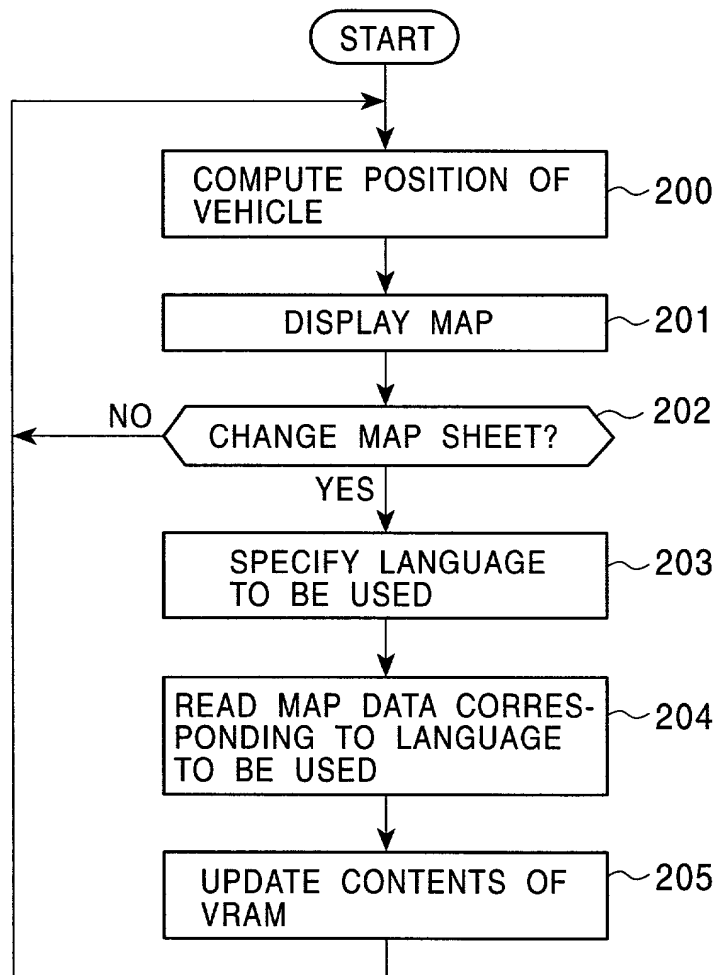 START
COMPUTE POSITION OF
VEHICLE
200
DISPLAY MAP
201
202
NO
CHANGE MAP SHEET?
YES
SPECIFY LANGUAGE
TO BE USED
203
READ MAP DATA CORRES-
PONDING TO LANGUAGE
TO BE USED
204
UPDATE CONTENTS OF
VRAM
205